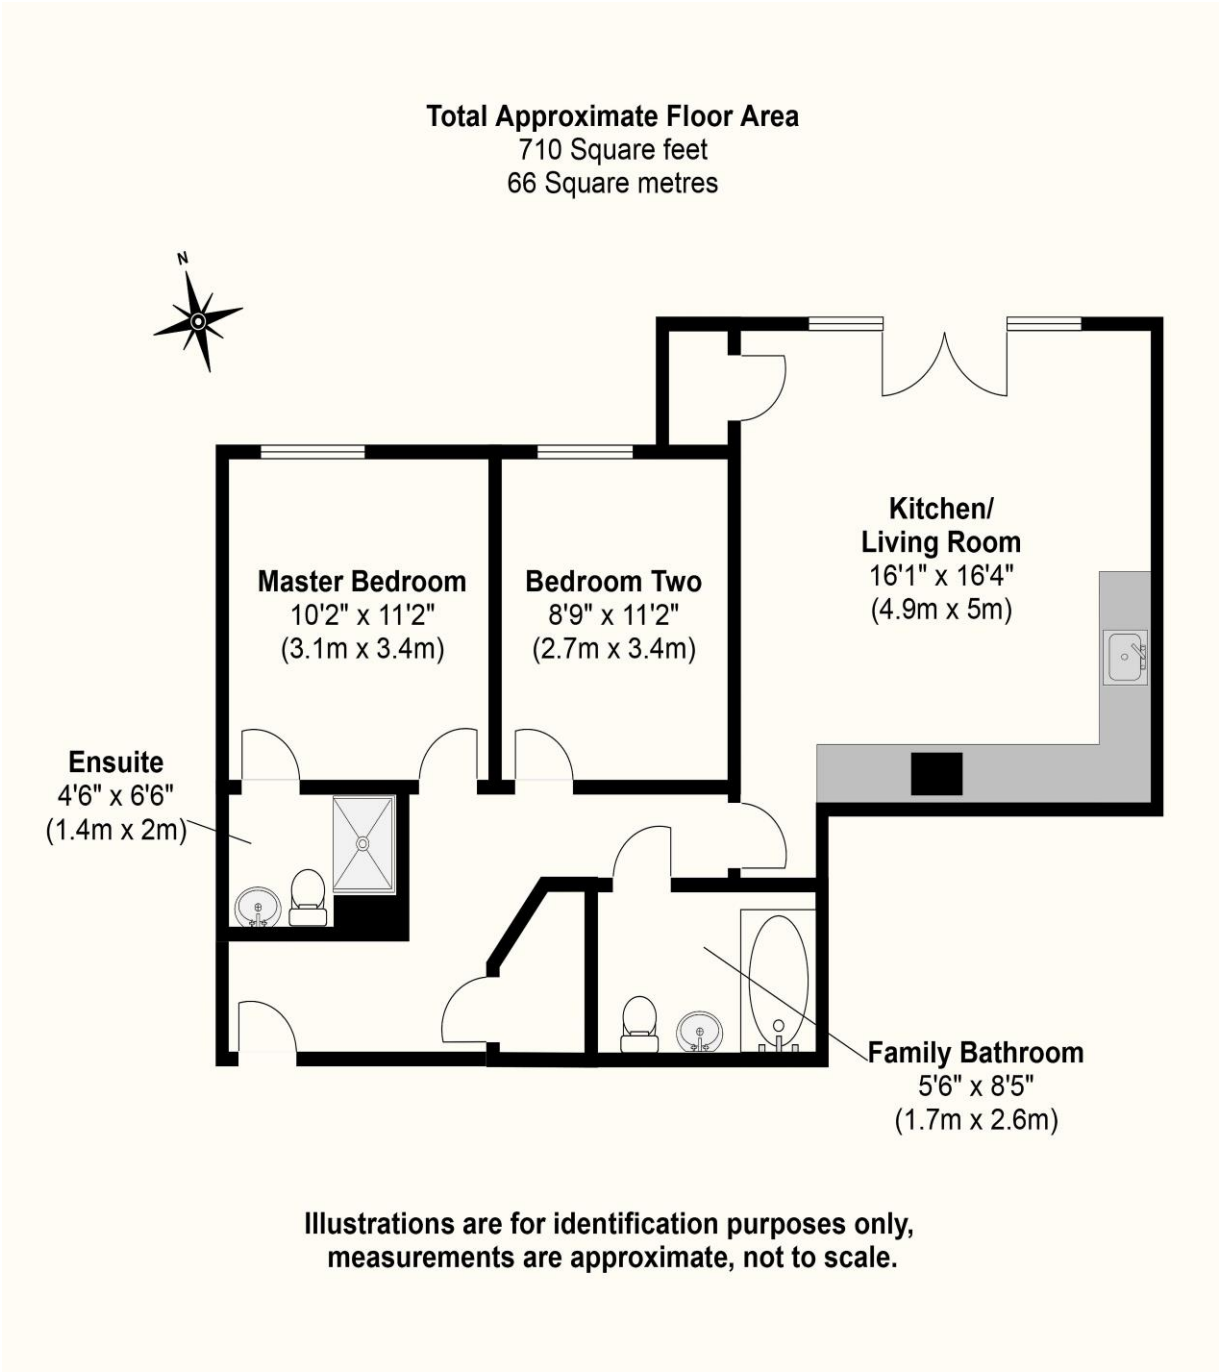 Total Approximate Floor Area
710 Square feet
66 Square metres
N
Kitchen/
Living Room
16'1" x 16'4"
(4.9m x 5m)
Master Bedroom
10'2" x 11'2"
(3.1m x 3.4m)
Bedroom Two
8'9" x 11'2"
(2.7m x 3.4m)
Ensuite
4'6" x 6'6"
(1.4m x 2m)
Family Bathroom
5'6" x 8'5"
(1.7m x 2.6m)
Illustrations are for identification purposes only,
measurements are approximate, not to scale.